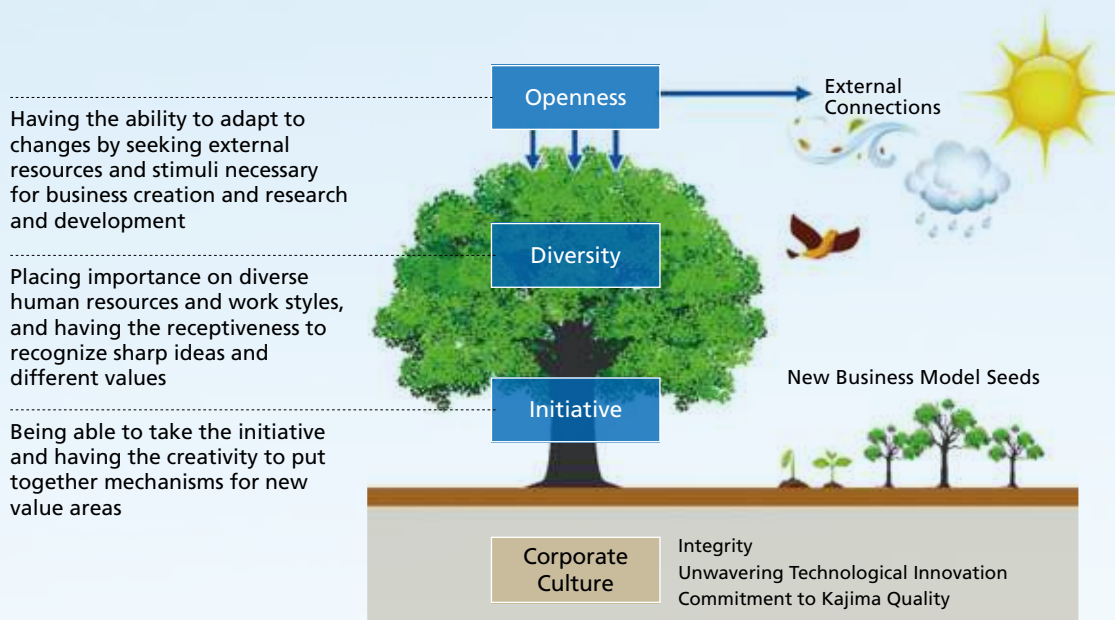 Openness
External
Connections
Having the ability to adapt to
changes by seeking external
resources and stimuli necessary
for business creation and research
and development
Diversity
Placing importance on diverse
human resources and work styles,
and having the receptiveness to
recognize sharp ideas and
different values
New Business Model Seeds
Initiative
Being able to take the initiative
and having the creativity to put
together mechanisms for new
value areas
Corporate
Culture
Integrity
Unwavering Technological Innovation
Commitment to Kajima Quality